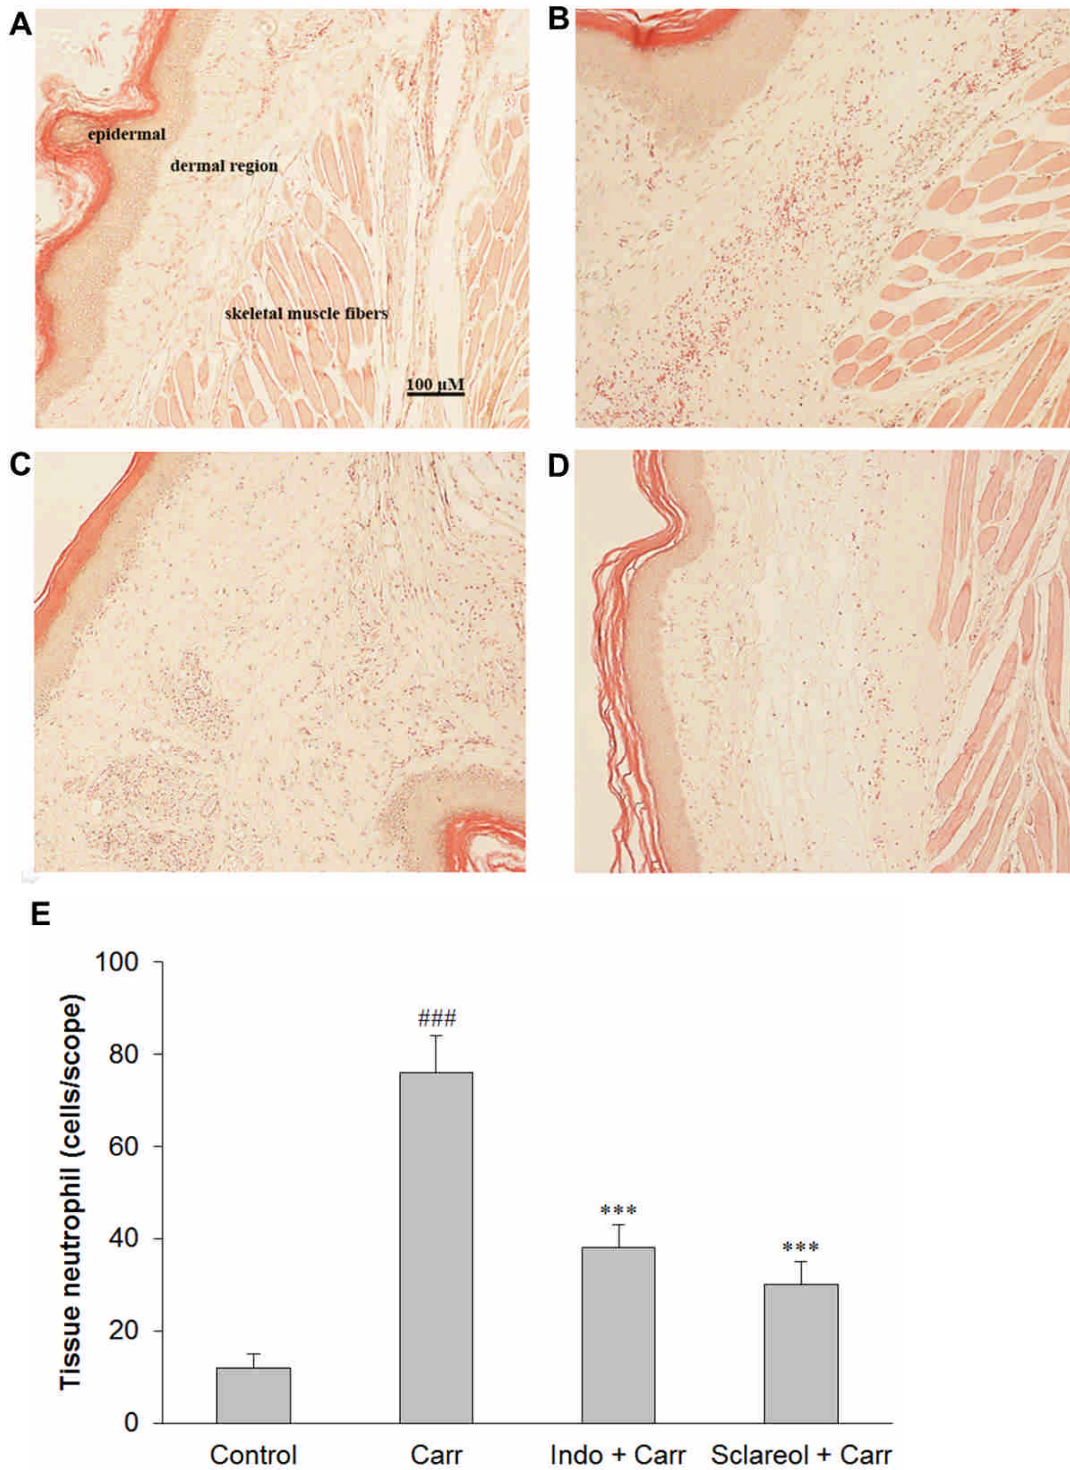 A
epidermal
dermal region
skeletal muscle fibers
100 µM
B
C
D
E
Tissue neutrophil (cells/scope)
100
80
60
40
20
0
###
***
***
Control Carr Indo + Carr Sclareol + Carr